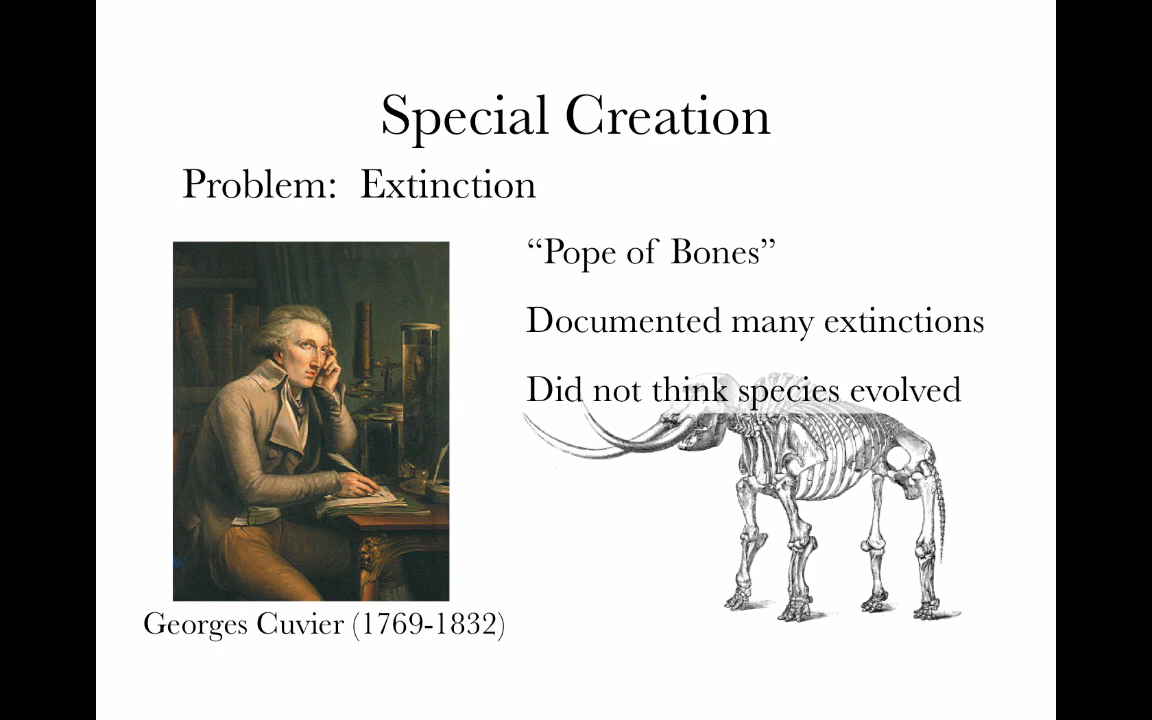 Special Creation
Problem: Extinction
“Pope of Bones”
Documented many extinctions
Did not think species evolved
Georges Cuvier (1769-1832)